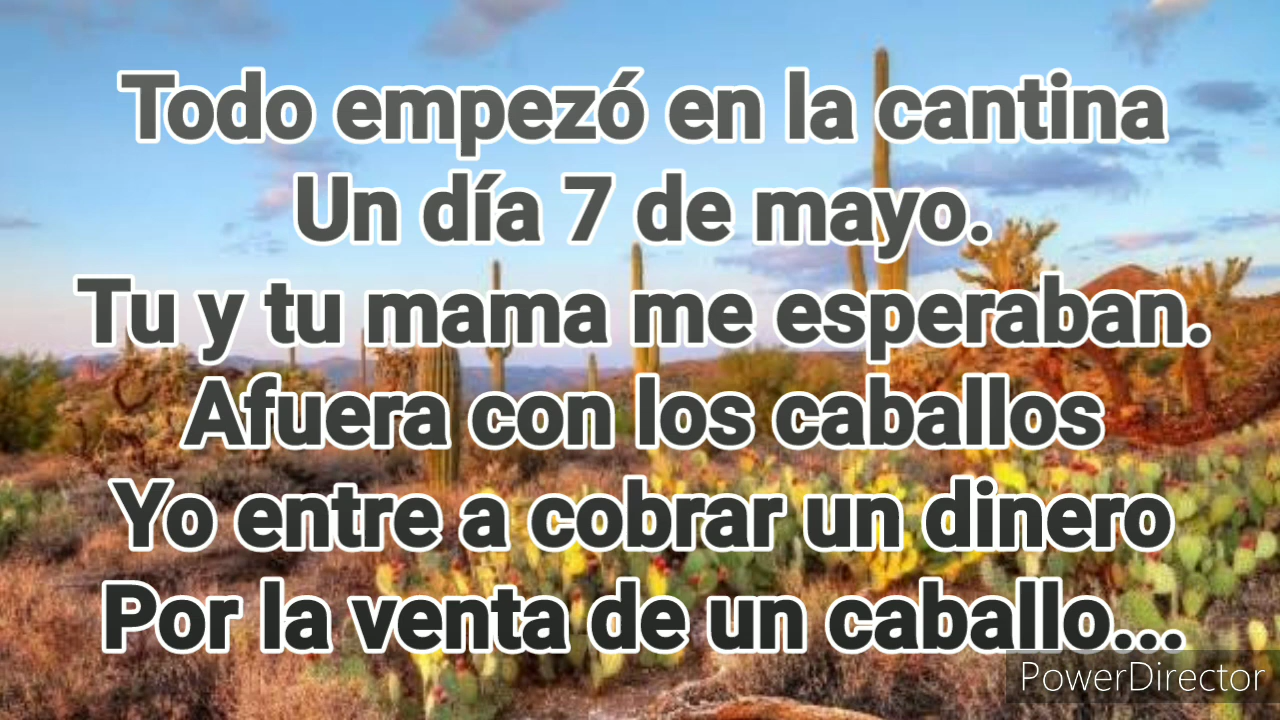 Todo empezó en la cantina
Un día 7 de mayo.
Tu y tu mama me esperaban.
Afuera con los caballos
Yo entre a cobrar un dinero
Por la venta de un caballo...
PowerDirector